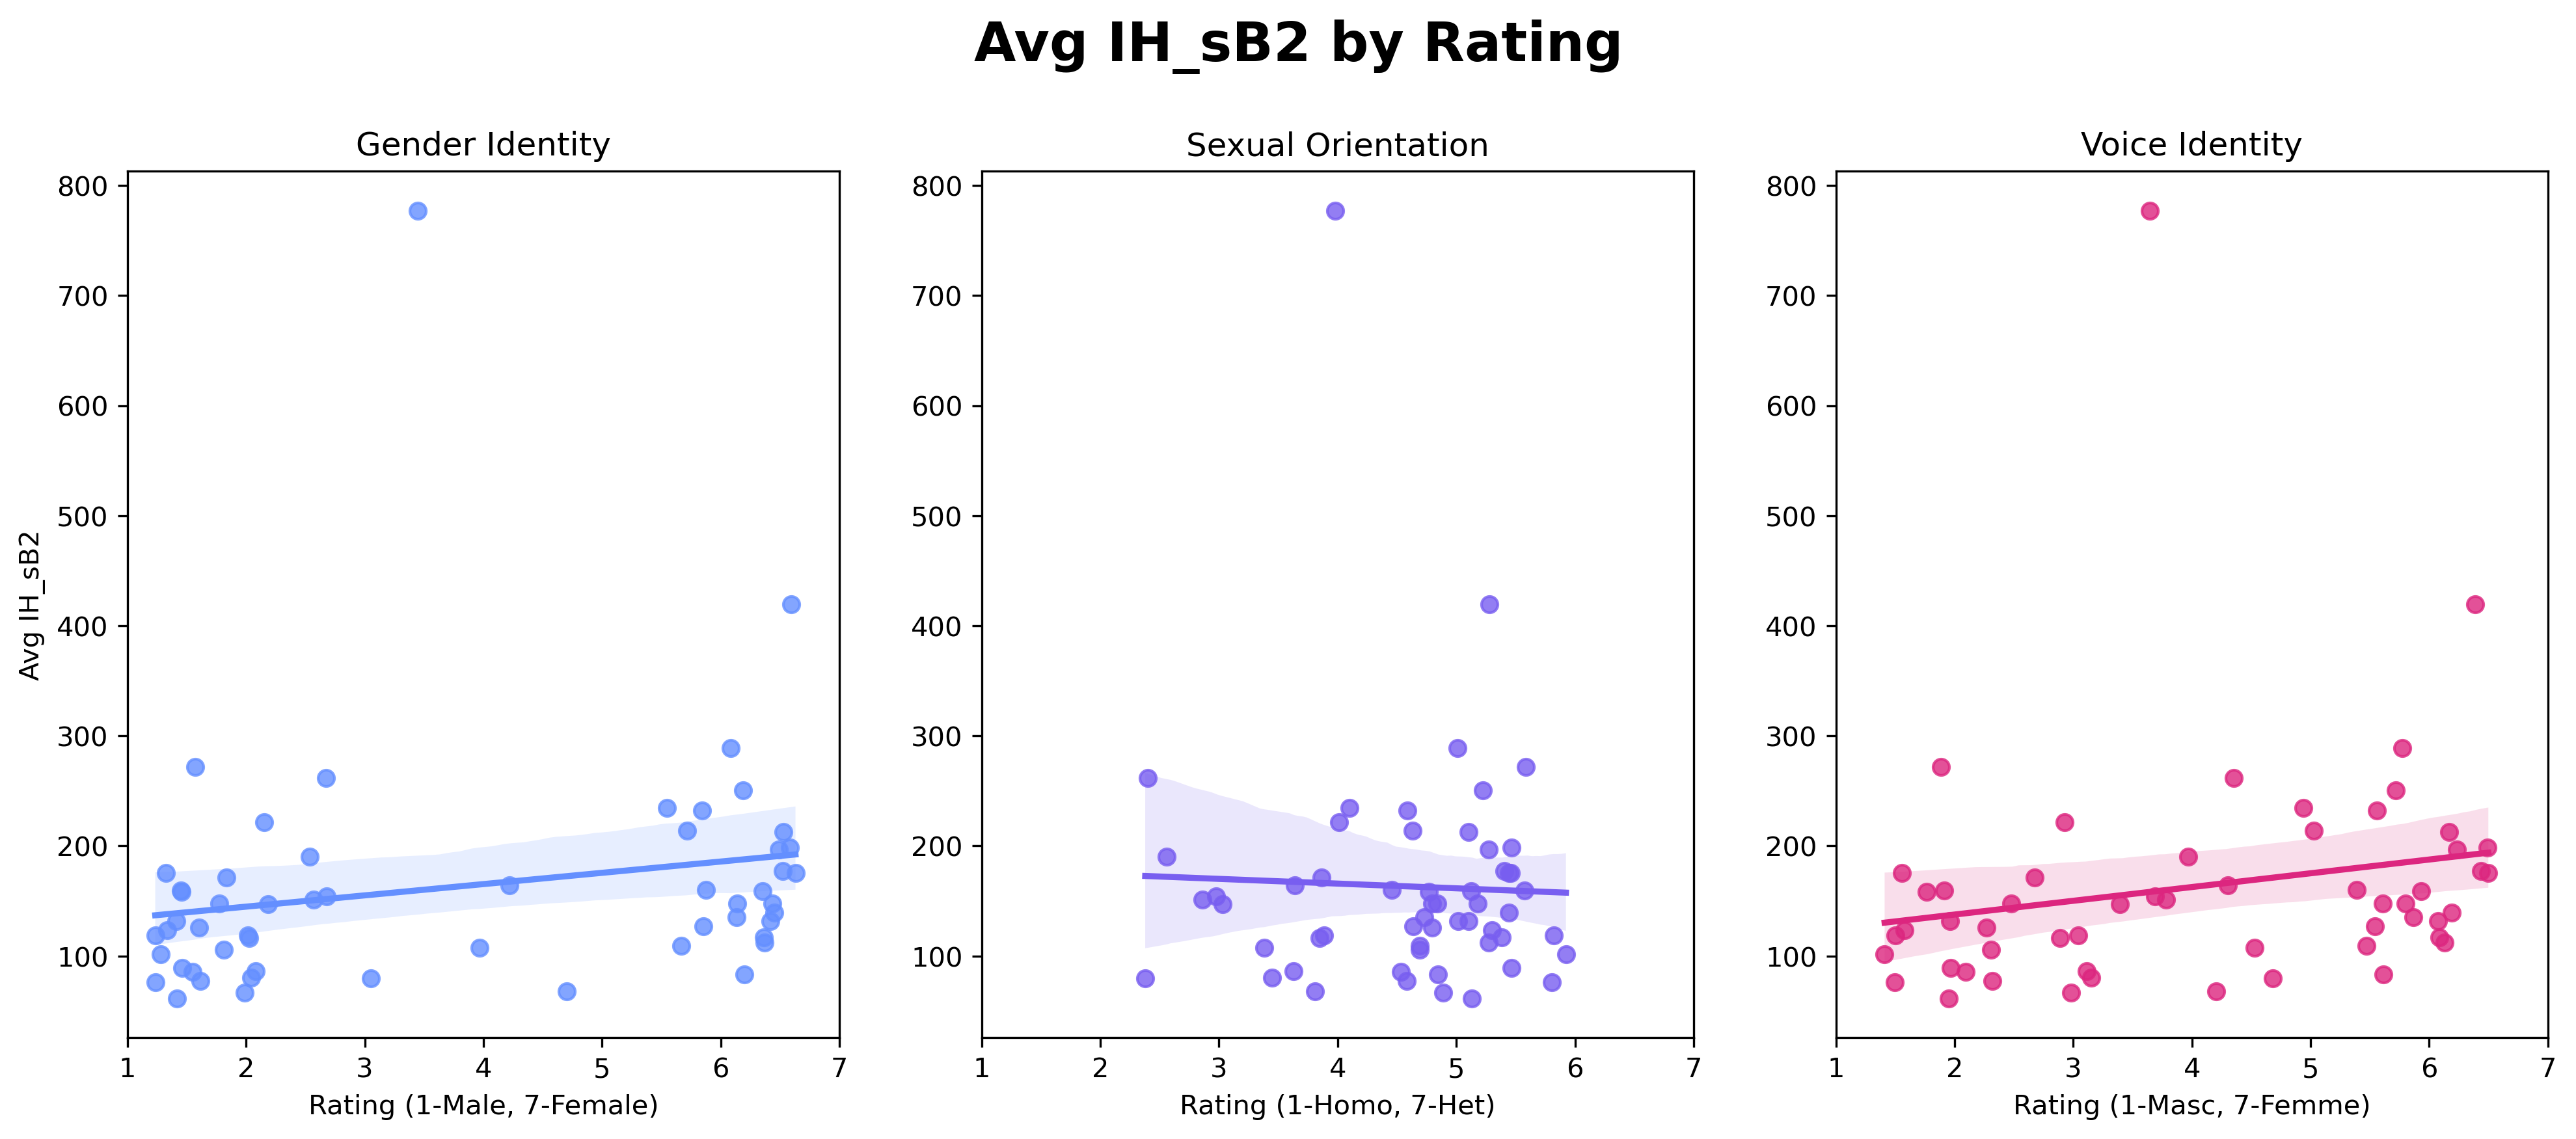 Avg IH_sB2 by Rating
Gender Identity
Sexual Orientation
Voice Identity
800
700
600
500
400
300
200
100
Avg IH_sB2
1 2 3 4 5 6 7
Rating (1-Male, 7-Female)
800
700
600
500
400
300
200
100
1 2 3 4 5 6 7
Rating (1-Homo, 7-Het)
800
700
600
500
400
300
200
100
1 2 3 4 5 6 7
Rating (1-Masc, 7-Femme)